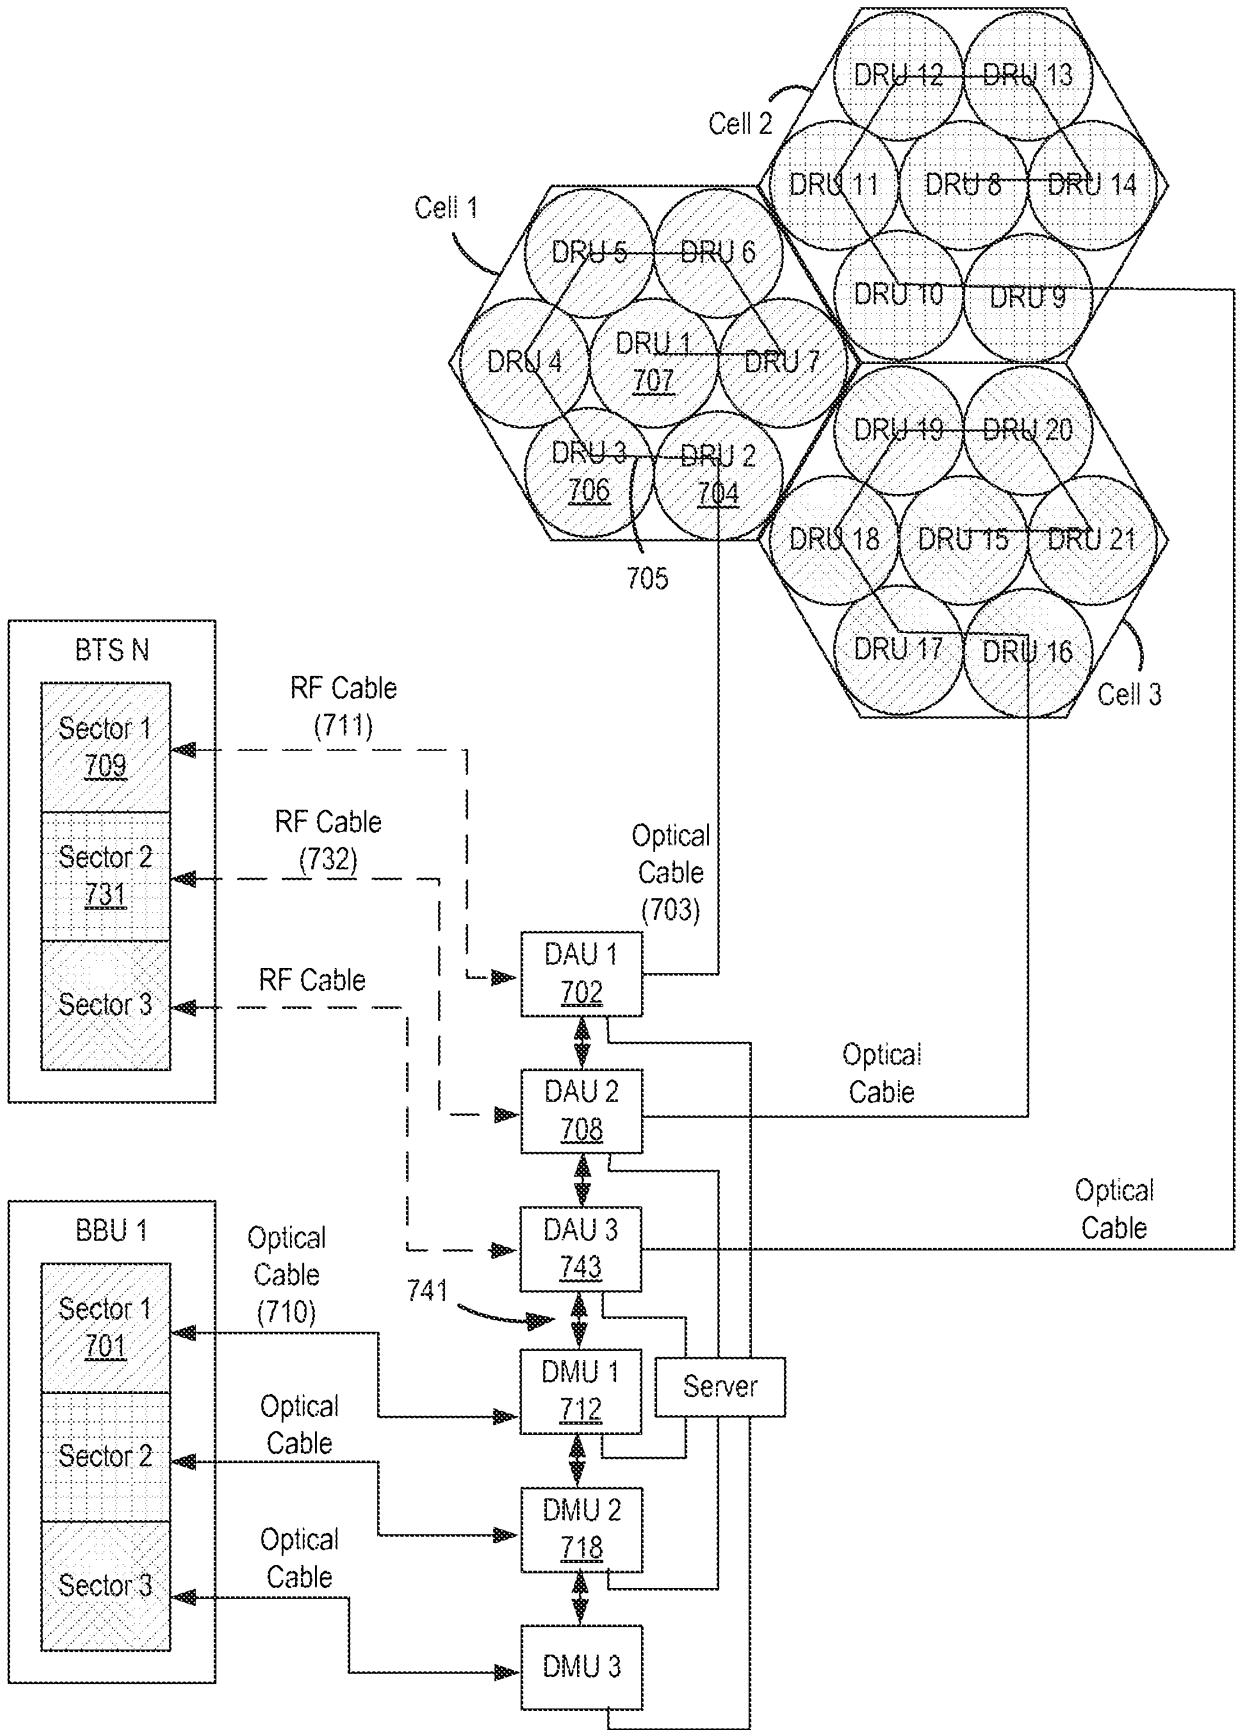 DRU 12
DRU 13
Cell 2
DRU 11
DRU 8
DRU 14
Cell 1
DRU 5
DRU 6
DRU 10
DRU 9
DRU 4
DRU 1
707
DRU 7
DRU 19
DRU 20
DRU 3
706
DRU 2
704
DRU 18
DRU 15
DRU 21
705
DRU 17
DRU 16
Cell 3
BTS N
Sector 1
709
Sector 2
731
Sector 3
RF Cable
(711)
RF Cable
(732)
RF Cable
Optical
Cable
(703)
DAU 1
702
DAU 2
708
Optical
Cable
DAU 3
743
Optical
Cable
741
BBU 1
Sector 1
701
Sector 2
Sector 3
Optical
Cable
(710)
Optical
Cable
Optical
Cable
DMU 1
712
Server
DMU 2
718
DMU 3